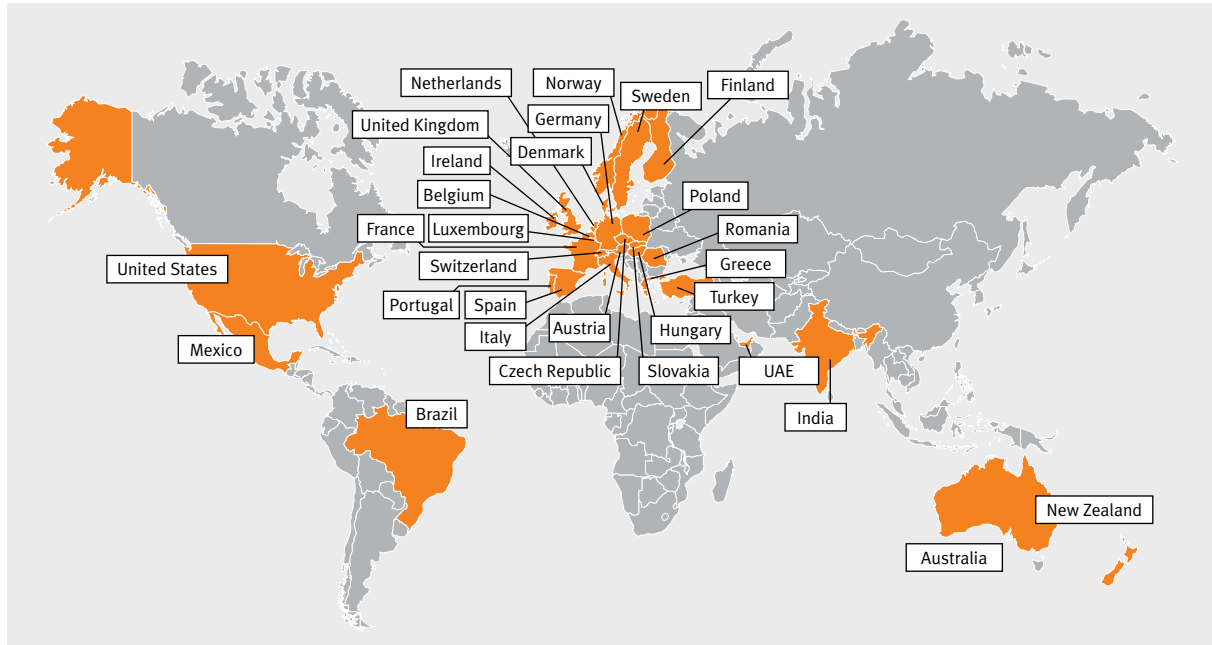 Netherlands
Norway
Sweden
Finland
United Kingdom
Germany
Ireland
Denmark
Belgium
Poland
France
Luxembourg
Romania
United States
Switzerland
Greece
Portugal
Spain
Turkey
Italy
Austria
Hungary
Mexico
Czech Republic
Slovakia
UAE
Brazil
India
New Zealand
Australia